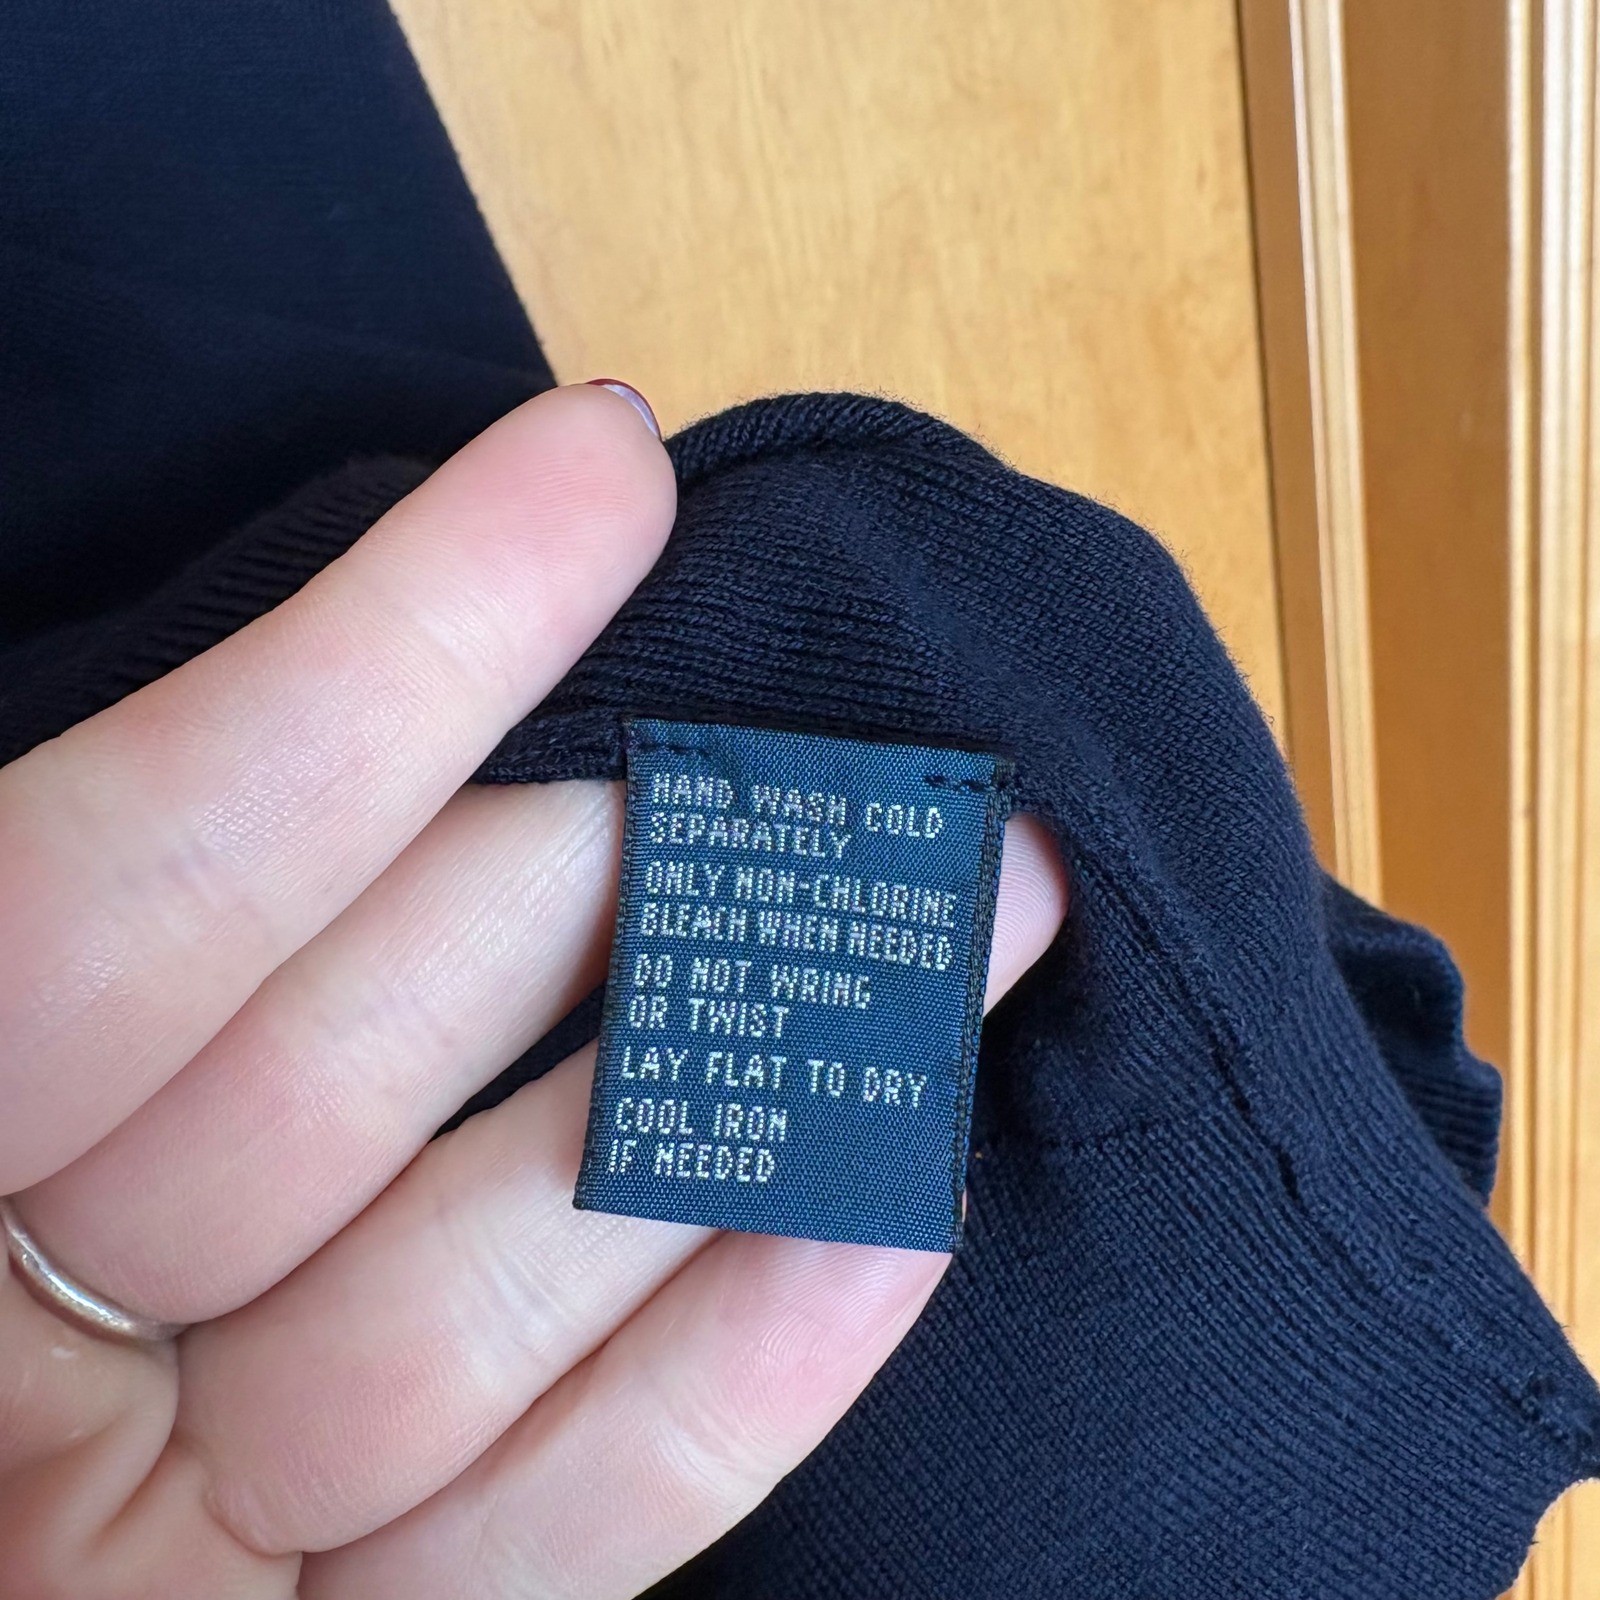 HAND WASH COLD
SEPARATELY
ONLY NON-CHLORINE
BLEACH WHEN NEEDED
DO NOT WRING
OR TWIST
LAY FLAT TO DRY
COOL IRON
IF NEEDED